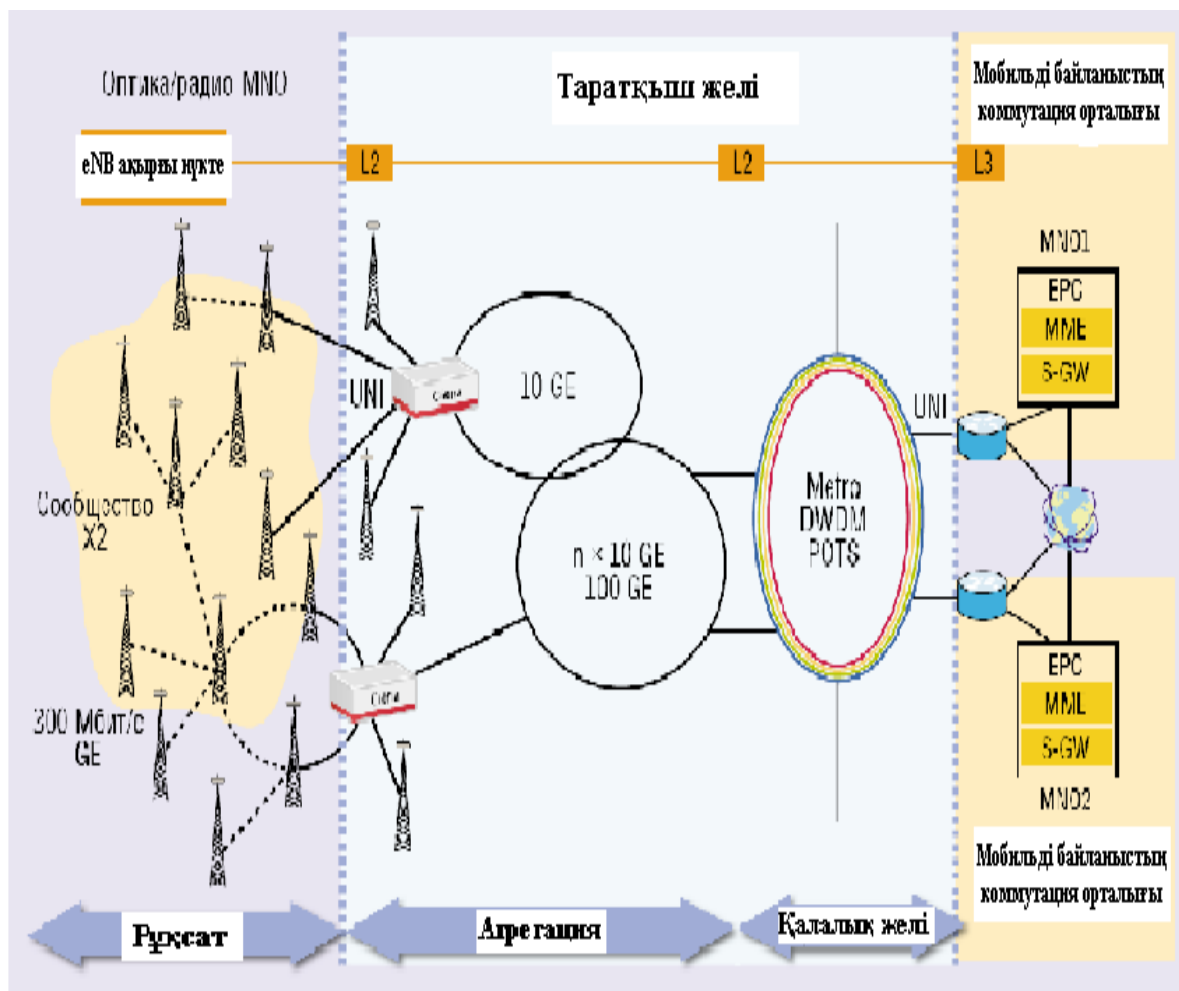 Оптика/радио MNO
Таратқыш желі
Мобильді байланыстың
коммутация орталығы
eNB ақырғы нүкте
L2
L2
L3
MNO1
EPC
MME
S-GW
UNI
10 GE
UNI
Сообщество
X2
Metro
DWDM
POTS
n × 10 GE
100 GE
EPC
MME
S-GW
MNO2
300 Мбит/с
GE
Мобильді байланыстың
коммутация орталығы
Рұқсат
Агрегация
Қалалық желі